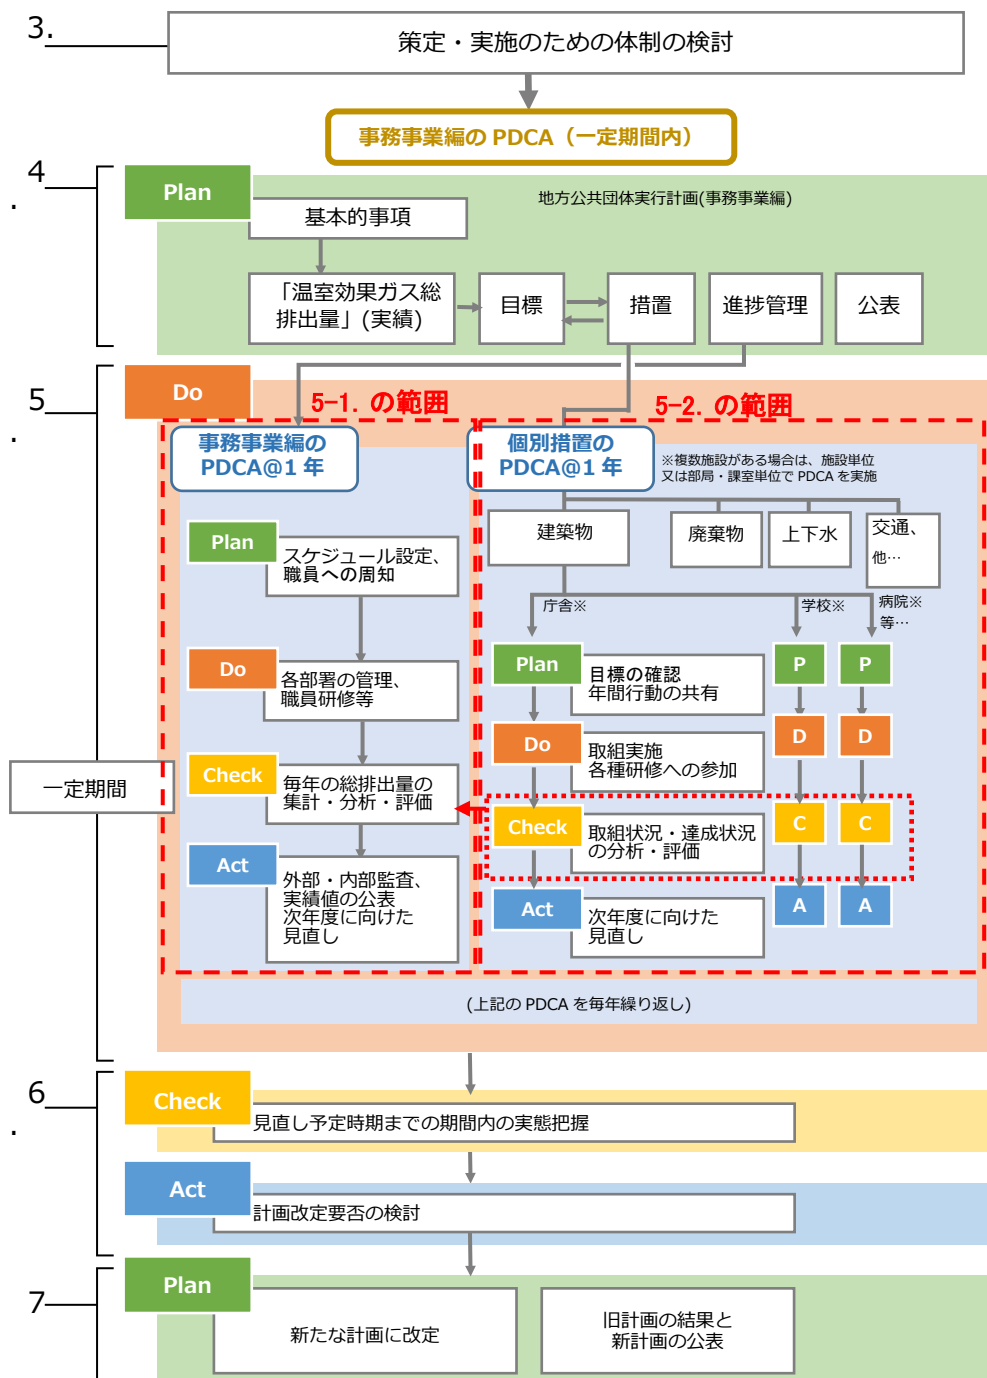 3.
策定・実施のための体制の検討
事務事業編の PDCA（一定期間内）
4
.
Plan
地方公共団体実行計画(事務事業編)
基本的事項
「温室効果ガス総
排出量」(実績)
目標
措置
進捗管理
公表
5
.
Do
5-1. の範囲
5-2. の範囲
事務事業編の
PDCA@1 年
個別措置の
PDCA@1 年
※複数施設がある場合は、施設単位
又は部局・課室単位で PDCA を実施
建築物
廃棄物
上下水
交通、
他…
Plan
スケジュール設定、
職員への周知
庁舎※
学校※
病院※
等…
Do
各部署の管理、
職員研修等
Plan
目標の確認
年間行動の共有
P
P
Do
取組実施
各種研修への参加
D
D
一定期間
Check
毎年の総排出量の
集計・分析・評価
Check
取組状況・達成状況
の分析・評価
C
C
Act
外部・内部監査、
実績値の公表
次年度に向けた
見直し
Act
次年度に向けた
見直し
A
A
(上記の PDCA を毎年繰り返し)
6
.
Check
見直し予定時期までの期間内の実態把握
Act
計画改定要否の検討
7
Plan
新たな計画に改定
旧計画の結果と
新計画の公表